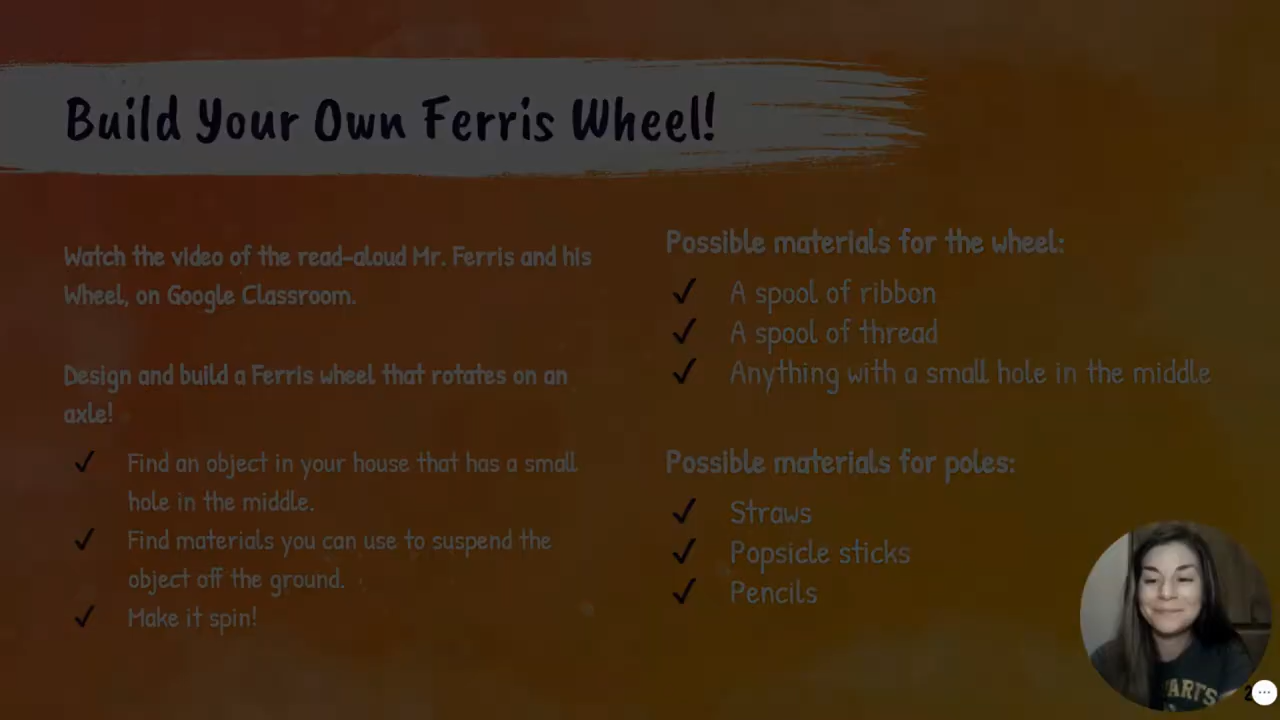 Build Your Own Ferris Wheel!
Watch the video of the read-aloud Mr. Ferris and his
Wheel, on Google Classroom.
Design and build a Ferris wheel that rotates on an
axle!
✓ Find an object in your house that has a small
hole in the middle.
✓ Find materials you can use to suspend the
object off the ground.
✓ Make it spin!
Possible materials for the wheel:
✓ A spool of ribbon
✓ A spool of thread
✓ Anything with a small hole in the middle
Possible materials for poles:
✓ Straws
✓ Popsicle sticks
✓ Pencils